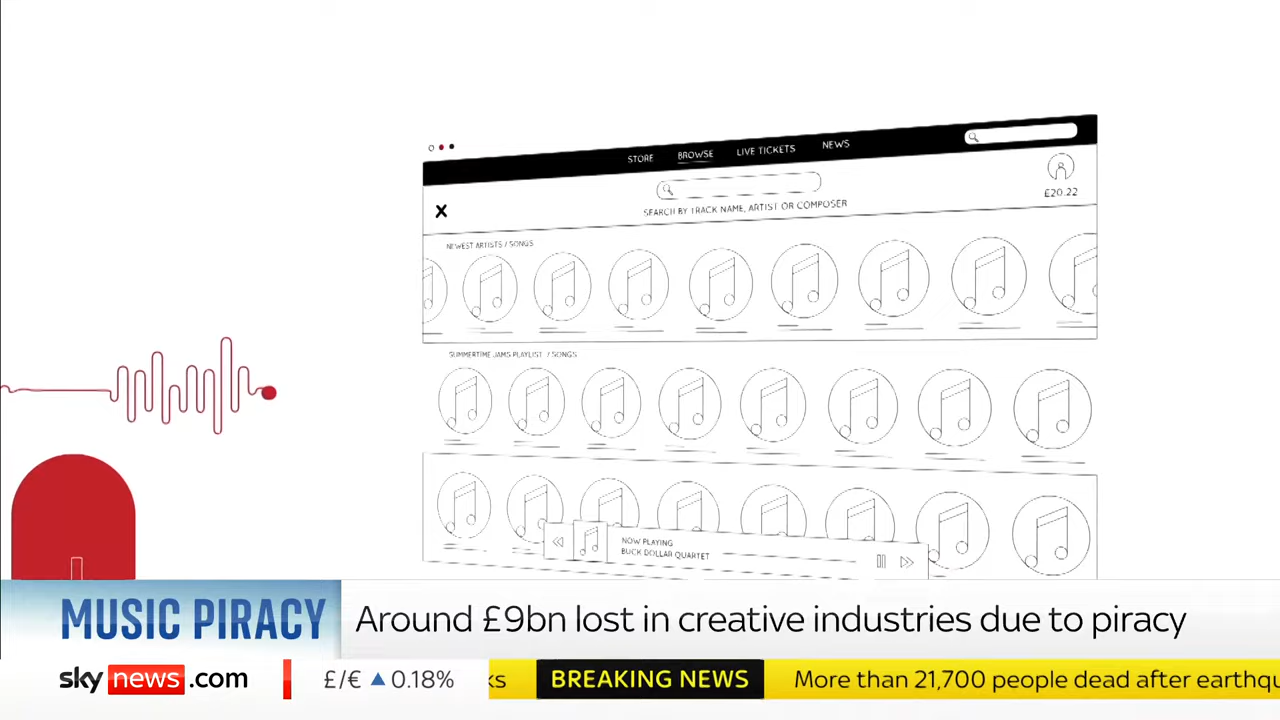 STORE BROWSE LIVE TICKETS NEWS
£20.22
X
SEARCH BY TRACK NAME, ARTIST OR COMPOSER
NEWEST ARTISTS / SONGS
SUMMERTIME JAMS PLAYLIST / SONGS
NOW PLAYING
BUCK DOLLAR QUARTET
MUSIC PIRACY Around £9bn lost in creative industries due to piracy
sky news .com £/€ 0.18% ks BREAKING NEWS More than 21,700 people dead after earthqu